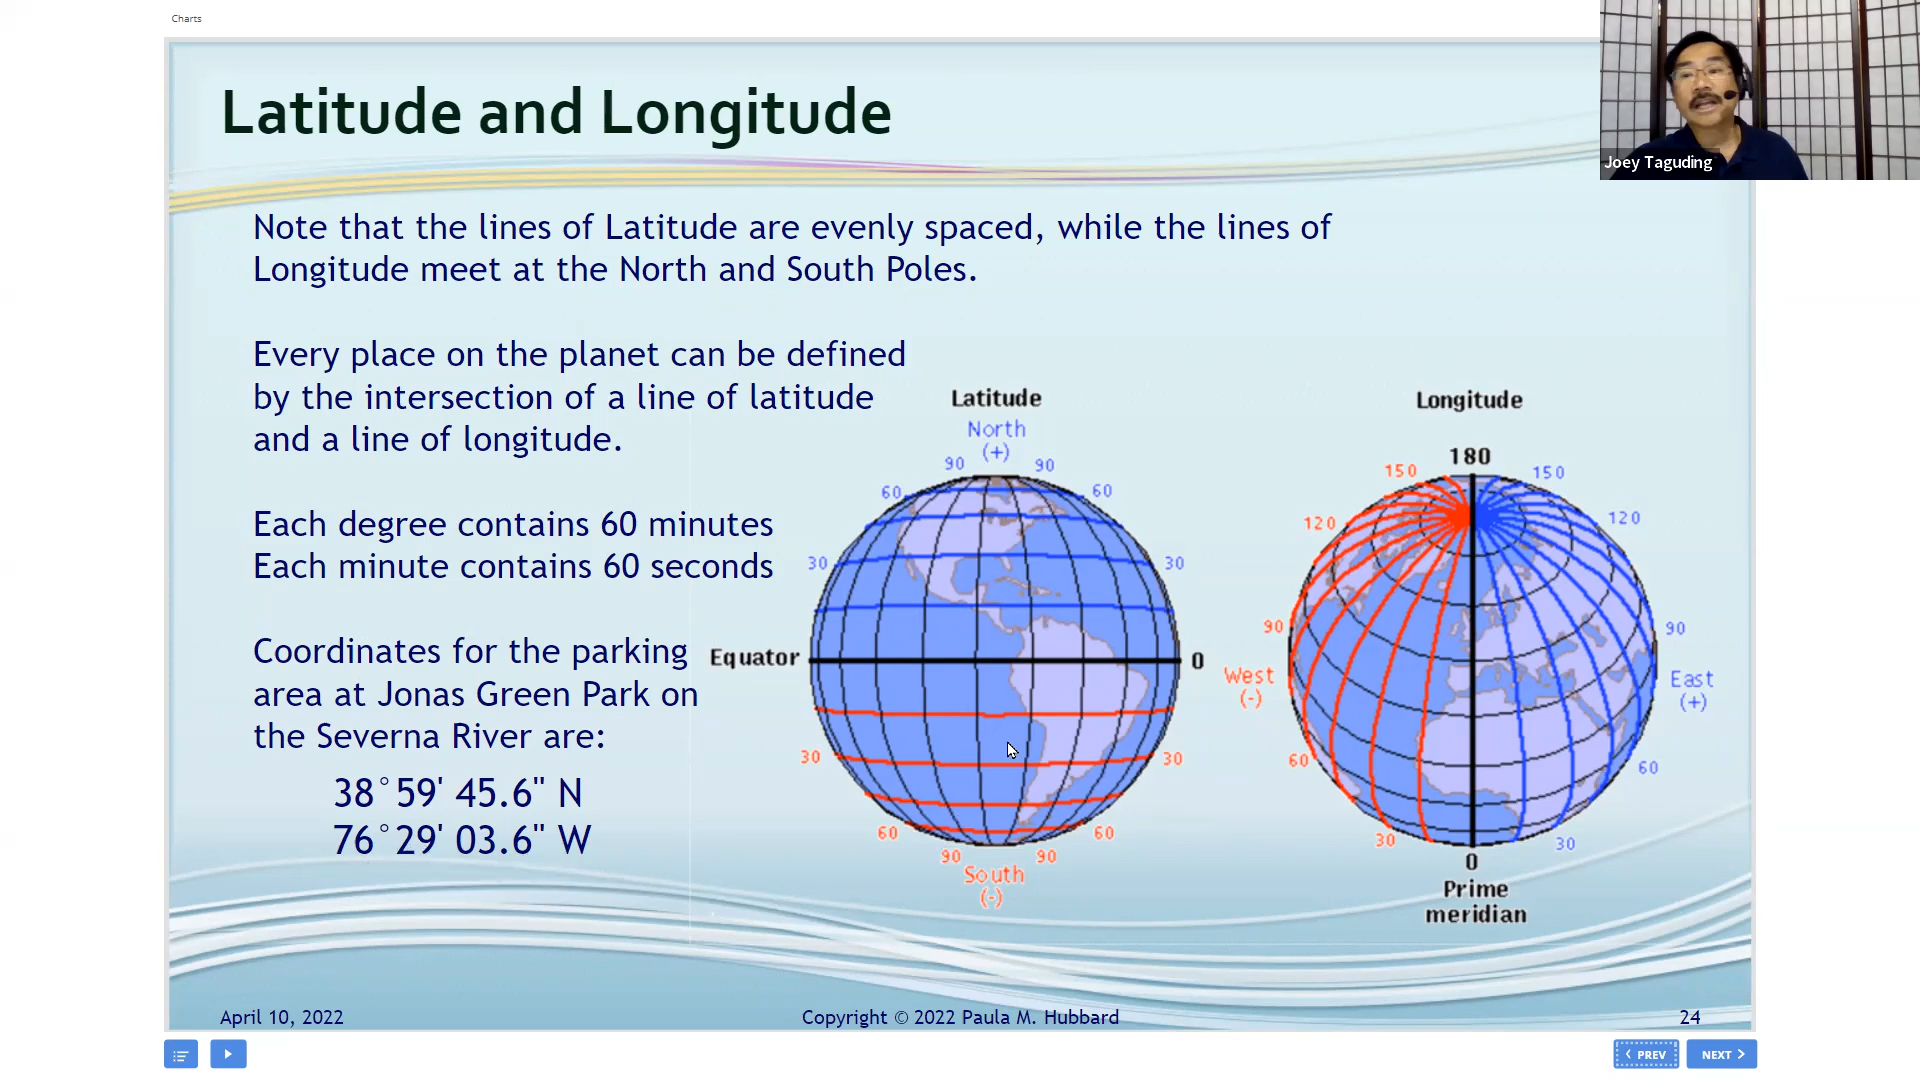 Charts
Joey Taguding
Latitude and Longitude
Note that the lines of Latitude are evenly spaced, while the lines of
Longitude meet at the North and South Poles.
Every place on the planet can be defined
by the intersection of a line of latitude
and a line of longitude.
Each degree contains 60 minutes
Each minute contains 60 seconds
Coordinates for the parking
area at Jonas Green Park on
the Severna River are:
38°59' 45.6" N
76°29' 03.6" W
Latitude
North
(+)
90 90
60 60
30 30
Equator 0
30 30
60 60
90 90
South
(-)
Longitude
180
150 150
120 120
90 90
West East
(-) (+)
60 60
30 30
0
Prime
meridian
April 10, 2022 Copyright © 2022 Paula M. Hubbard 24
PREV NEXT